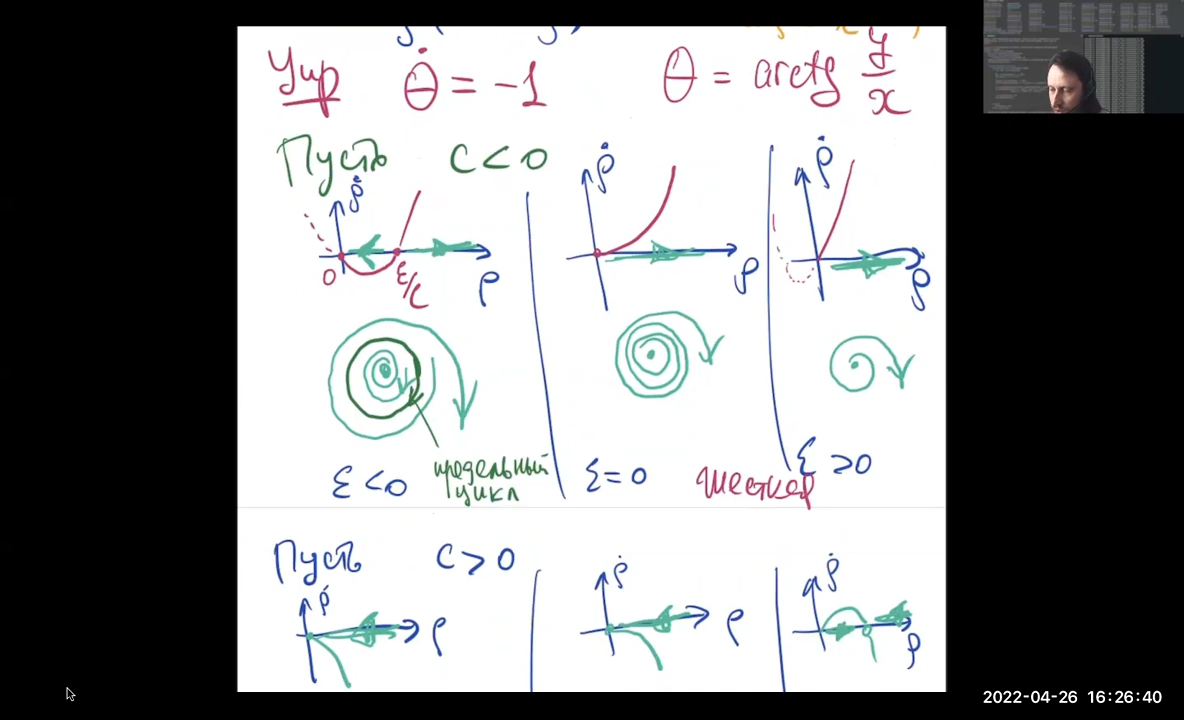 Упр θ̇ = -1 θ = arctg y/x
Пусть C < 0
ρ̇ ρ̇ ρ̇
0 ε/c ρ ρ ρ
предельный
цикл
ε < 0 ε = 0 жесткая ε > 0
Пусть C > 0
ρ̇ ρ̇ ρ̇
ρ ρ ρ
2022-04-26 16:26:40